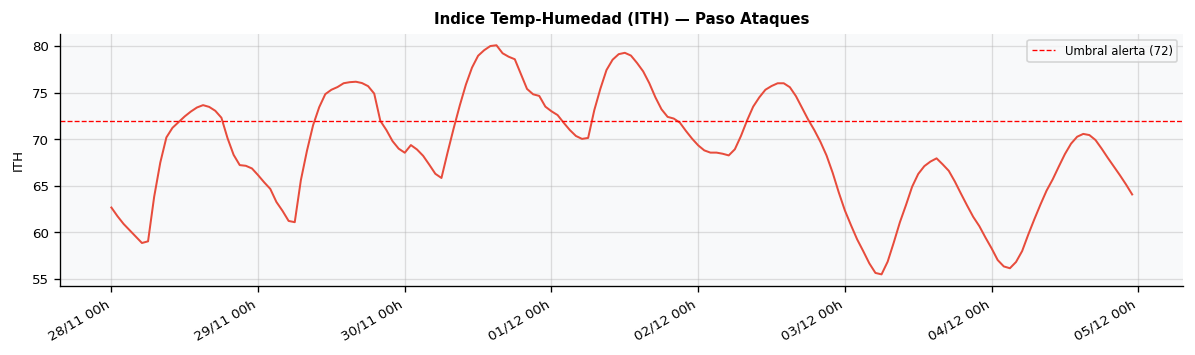 Indice Temp-Humedad (ITH) — Paso Ataques
Umbral alerta (72)
ITH
80
75
70
65
60
55
28/11 00h
29/11 00h
30/11 00h
01/12 00h
02/12 00h
03/12 00h
04/12 00h
05/12 00h